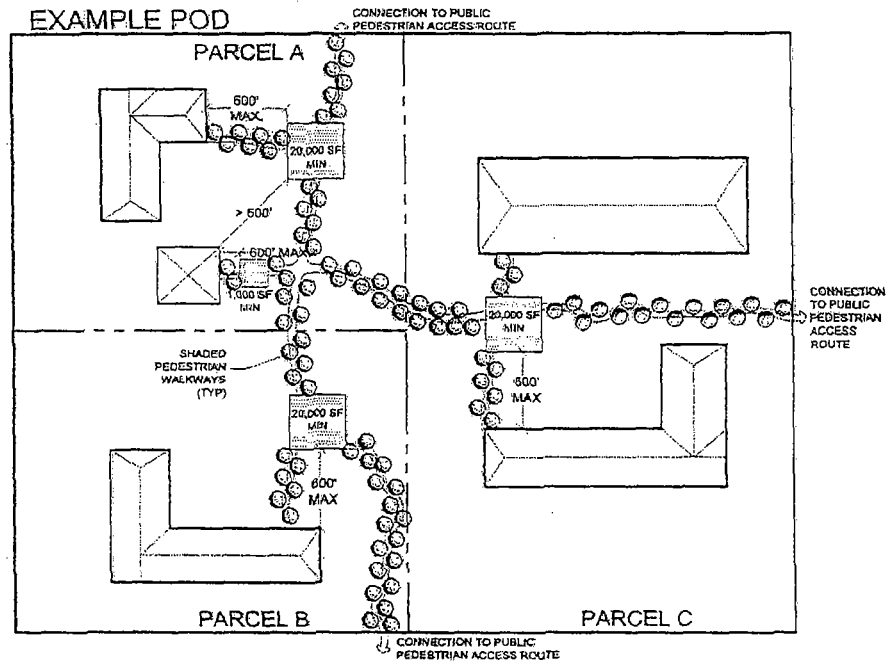 EXAMPLE POD
CONNECTION TO PUBLIC
PEDESTRIAN ACCESS ROUTE
PARCEL A
600'
MAX
20,000 SF
MIN
> 600'
600' MAX
1,000 SF
MIN
SHADED
PEDESTRIAN
WALKWAYS
(TYP)
20,000 SF
MIN
600'
MAX
PARCEL B
CONNECTION TO PUBLIC
PEDESTRIAN ACCESS ROUTE
20,000 SF
MIN
600'
MAX
CONNECTION
TO PUBLIC
PEDESTRIAN
ACCESS
ROUTE
PARCEL C